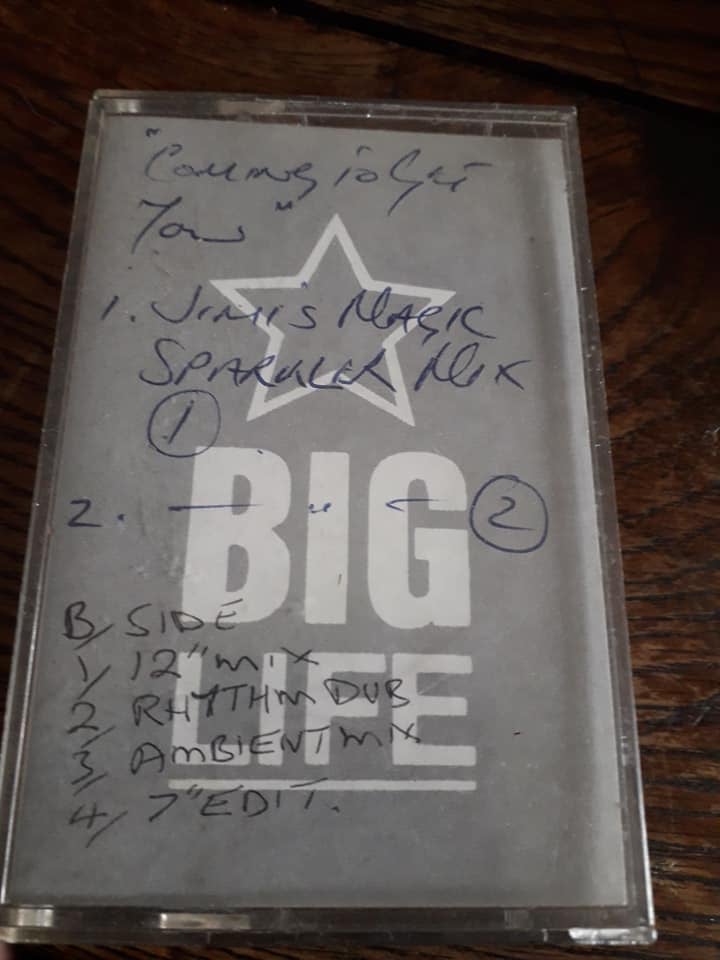 "Coming to Get
You"
1. JIMI'S MAGIC
SPARKLER MIX
1
2. — " — 2
BIG
LIFE
B/ SIDE
1/ 12" MIX
2/ RHYTHM DUB
3/ AMBIENT MIX
4/ 7" EDIT.